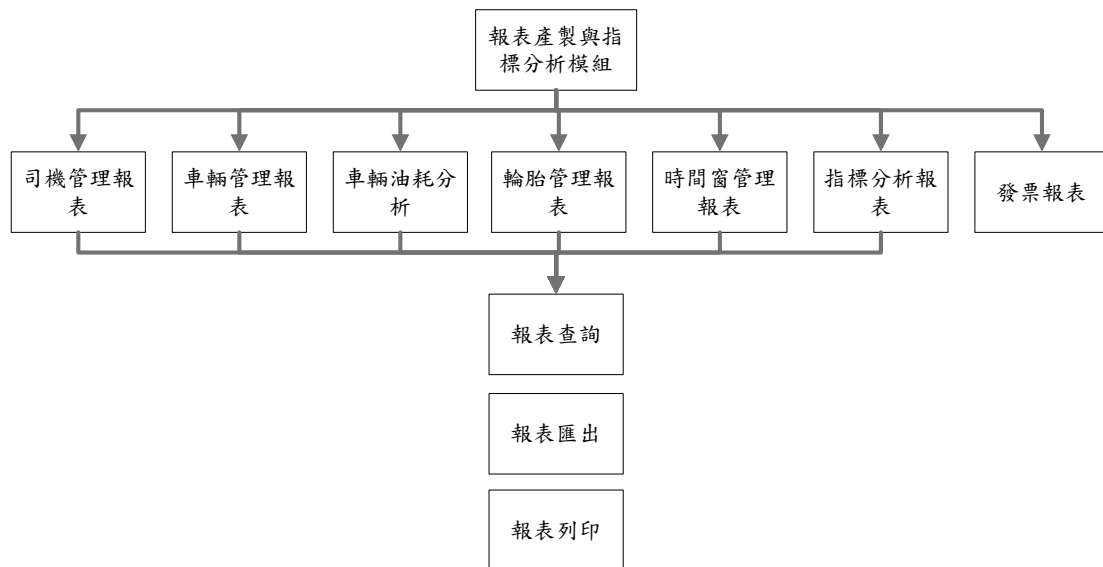 報表產製與指
標分析模組
司機管理報
表
車輛管理報
表
車輛油耗分
析
輪胎管理報
表
時間窗管理
報表
指標分析報
表
發票報表
報表查詢
報表匯出
報表列印